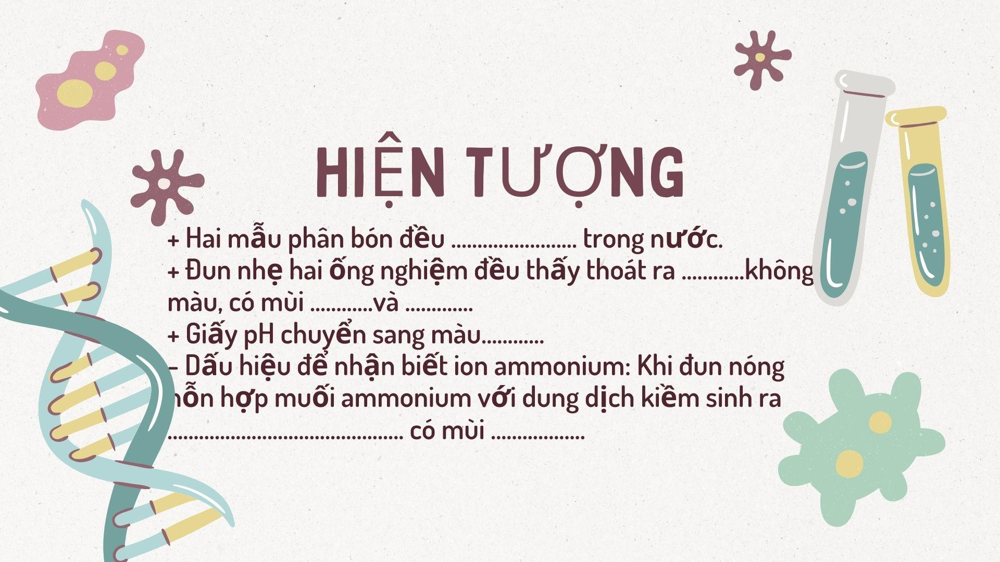 HIỆN TƯỢNG
+ Hai mẫu phân bón đều ........................ trong nước.
+ Đun nhẹ hai ống nghiệm đều thấy thoát ra ............không
màu, có mùi ............và .............
+ Giấy pH chuyển sang màu............
– Dấu hiệu để nhận biết ion ammonium: Khi đun nóng
hỗn hợp muối ammonium với dung dịch kiềm sinh ra
............................................. có mùi ..................